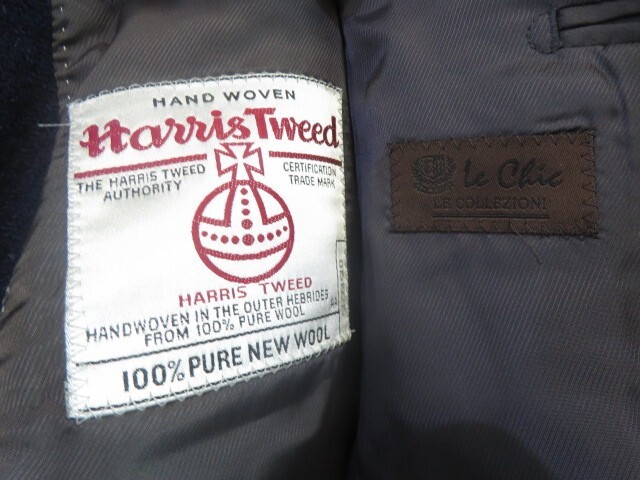 HAND WOVEN
Harris Tweed
THE HARRIS TWEED
AUTHORITY
CERTIFICATION
TRADE MARK
HARRIS TWEED
HANDWOVEN IN THE OUTER HEBRIDES
FROM 100% PURE WOOL
100% PURE NEW WOOL
Le Chic
LE COLLEZIONI